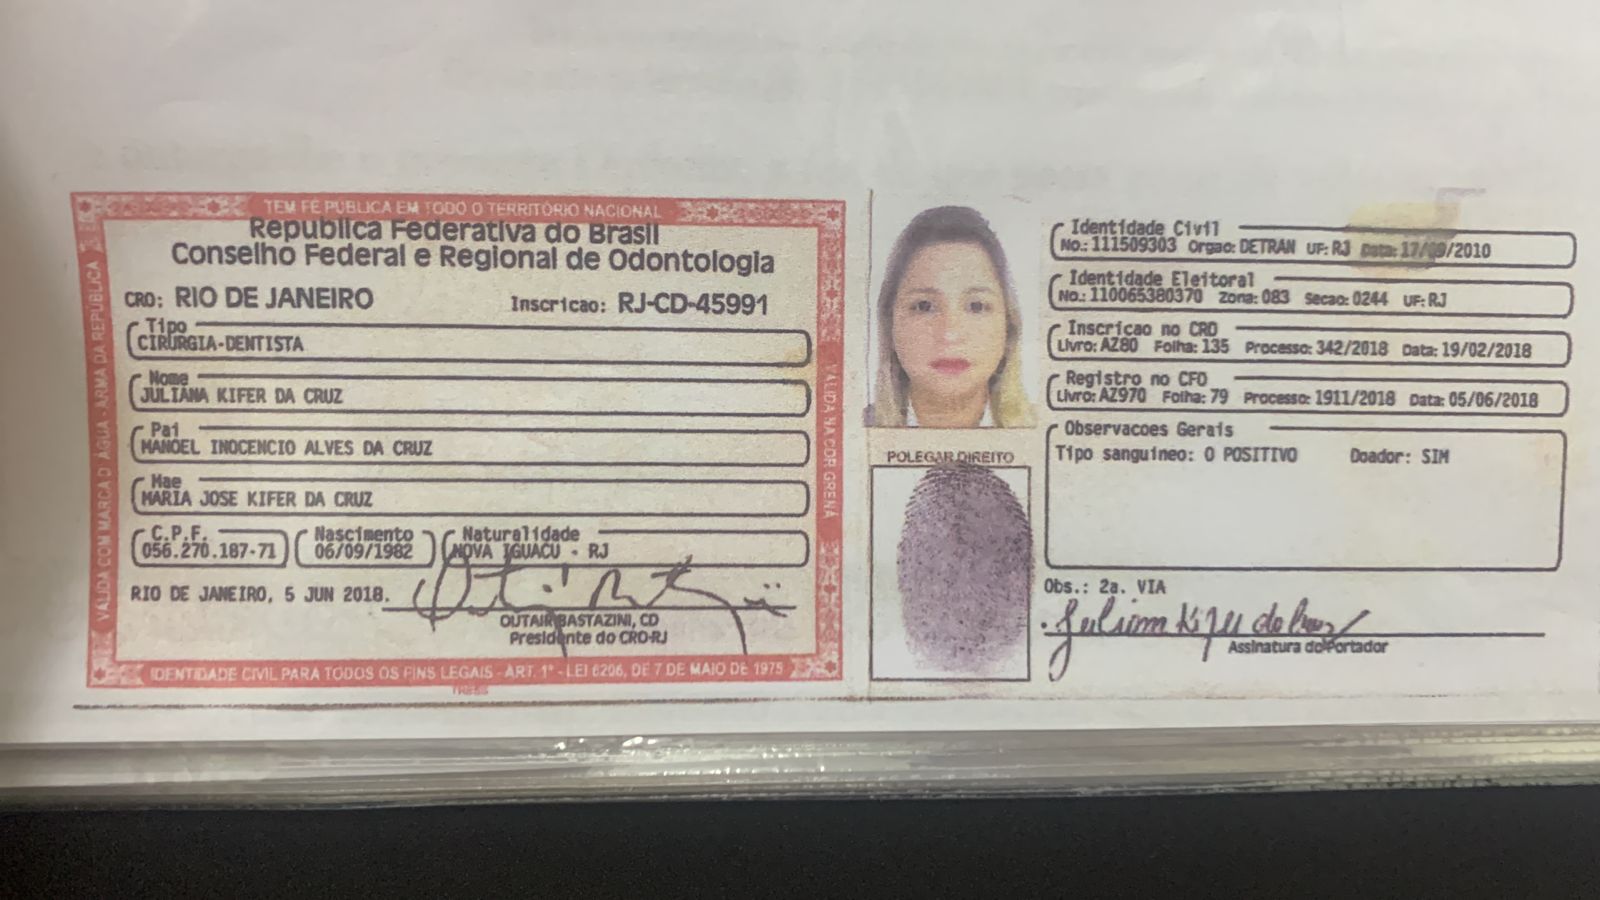 TEM FÉ PÚBLICA EM TODO O TERRITÓRIO NACIONAL
Republica Federativa do Brasil
Conselho Federal e Regional de Odontologia
CRO: RIO DE JANEIRO Inscricao: RJ-CD-45991
Tipo
CIRURGIA-DENTISTA
Nome
JULIANA KIFER DA CRUZ
Pai
MANOEL INOCENCIO ALVES DA CRUZ
Mae
MARIA JOSE KIFER DA CRUZ
C.P.F. Nascimento Naturalidade
056.270.187-71 06/09/1982 NOVA IGUACU - RJ
RIO DE JANEIRO, 5 JUN 2018.
OUTAIR BASTAZINI, CD
Presidente do CRO-RJ
IDENTIDADE CIVIL PARA TODOS OS FINS LEGAIS - ART. 1º - LEI 6206, DE 7 DE MAIO DE 1975
VÁLIDA COM MARCA D'ÁGUA - ARMA DA REPÚBLICA
VÁLIDA NA COR GRENÁ
POLEGAR DIREITO
Identidade Civil
No.: 111509303 Orgao: DETRAN UF: RJ Data: 17/09/2010
Identidade Eleitoral
No.: 110065380370 Zona: 083 Secao: 0244 UF: RJ
Inscricao no CRO
Livro: AZ80 Folha: 135 Processo: 342/2018 Data: 19/02/2018
Registro no CFO
Livro: AZ970 Folha: 79 Processo: 1911/2018 Data: 05/06/2018
Observacoes Gerais
Tipo sanguineo: O POSITIVO Doador: SIM
Obs.: 2a. VIA
Assinatura do Portador